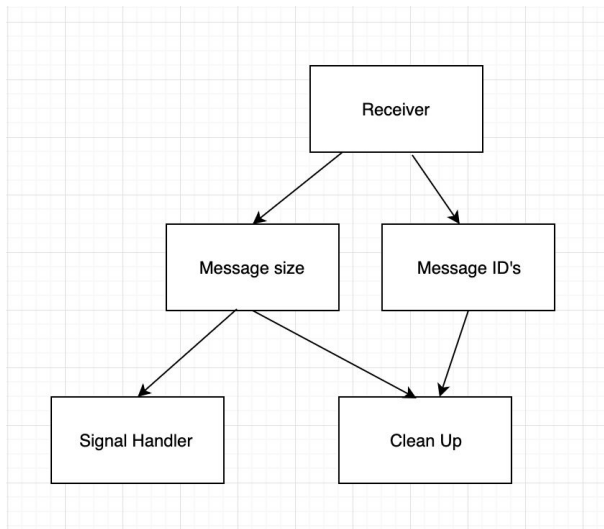 Receiver
Message size
Message ID's
Signal Handler
Clean Up